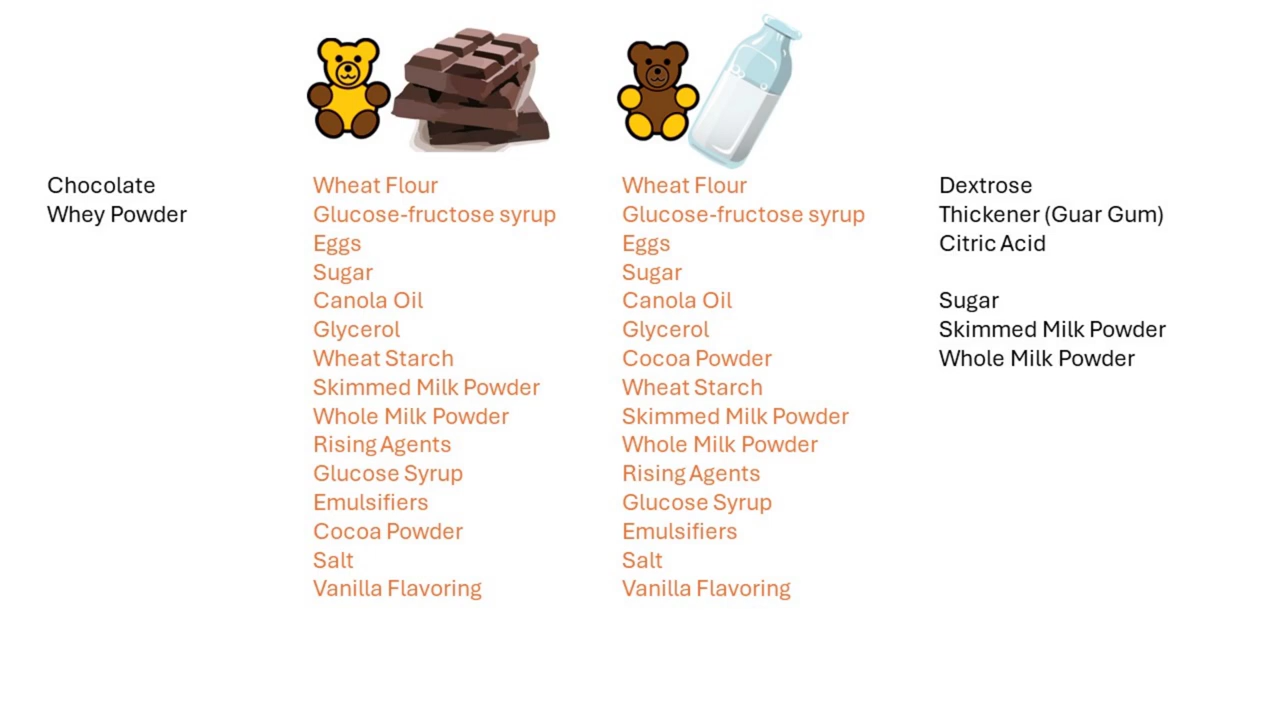 Chocolate
Whey Powder
Wheat Flour
Glucose-fructose syrup
Eggs
Sugar
Canola Oil
Glycerol
Wheat Starch
Skimmed Milk Powder
Whole Milk Powder
Rising Agents
Glucose Syrup
Emulsifiers
Cocoa Powder
Salt
Vanilla Flavoring
Wheat Flour
Glucose-fructose syrup
Eggs
Sugar
Canola Oil
Glycerol
Cocoa Powder
Wheat Starch
Skimmed Milk Powder
Whole Milk Powder
Rising Agents
Glucose Syrup
Emulsifiers
Salt
Vanilla Flavoring
Dextrose
Thickener (Guar Gum)
Citric Acid
Sugar
Skimmed Milk Powder
Whole Milk Powder